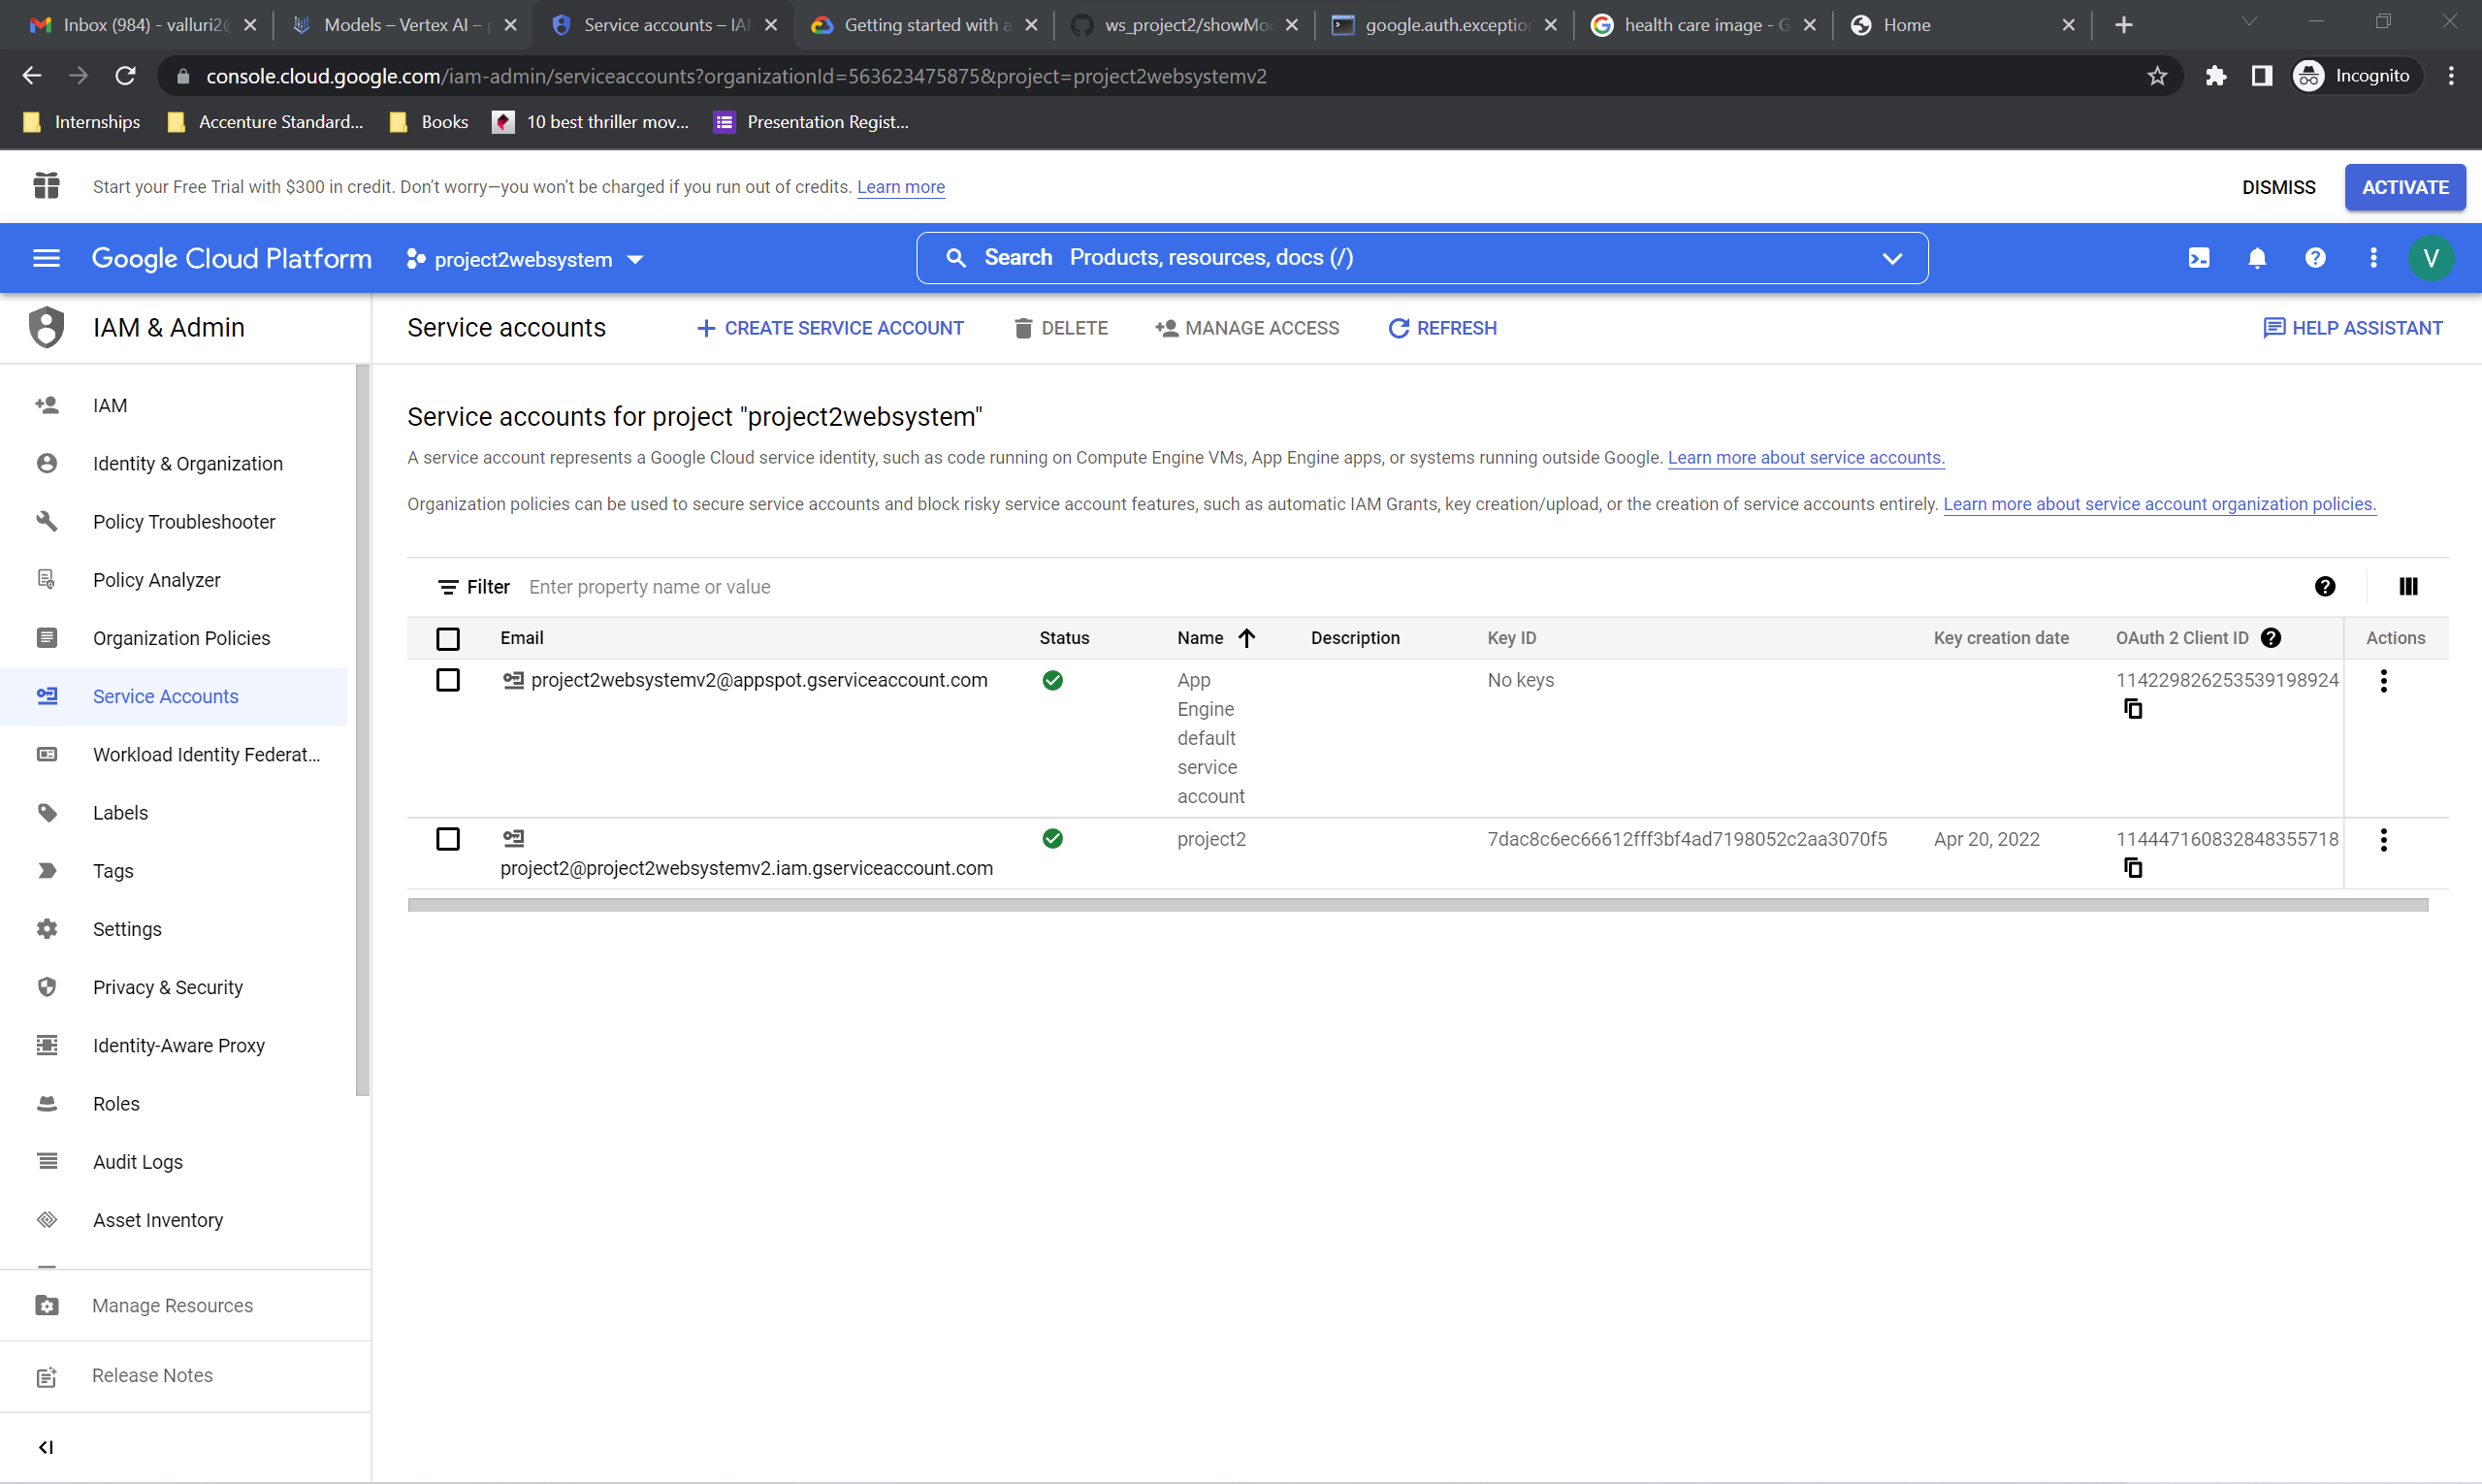 Inbox (984) - valluri2@
Models – Vertex AI –
Service accounts – IAM
Getting started with a
ws_project2/showMo
google.auth.exception
health care image - G
Home
console.cloud.google.com/iam-admin/serviceaccounts?organizationId=563623475875&project=project2websystemv2
Incognito
Internships
Accenture Standard...
Books
10 best thriller mov...
Presentation Regist...
Start your Free Trial with $300 in credit. Don't worry—you won't be charged if you run out of credits. Learn more
DISMISS
ACTIVATE
Google Cloud Platform
project2websystem
Search Products, resources, docs (/)
V
IAM & Admin
Service accounts
CREATE SERVICE ACCOUNT
DELETE
MANAGE ACCESS
REFRESH
HELP ASSISTANT
IAM
Identity & Organization
Policy Troubleshooter
Policy Analyzer
Organization Policies
Service Accounts
Workload Identity Federat...
Labels
Tags
Settings
Privacy & Security
Identity-Aware Proxy
Roles
Audit Logs
Asset Inventory
Manage Resources
Release Notes
Service accounts for project "project2websystem"
A service account represents a Google Cloud service identity, such as code running on Compute Engine VMs, App Engine apps, or systems running outside Google. Learn more about service accounts.
Organization policies can be used to secure service accounts and block risky service account features, such as automatic IAM Grants, key creation/upload, or the creation of service accounts entirely. Learn more about service account organization policies.
Filter Enter property name or value
Email Status Name Description Key ID Key creation date OAuth 2 Client ID Actions
project2websystemv2@appspot.gserviceaccount.com
App
Engine
default
service
account
No keys
114229826253539198924
project2@project2websystemv2.iam.gserviceaccount.com
project2
7dac8c6ec66612fff3bf4ad7198052c2aa3070f5
Apr 20, 2022
114447160832848355718